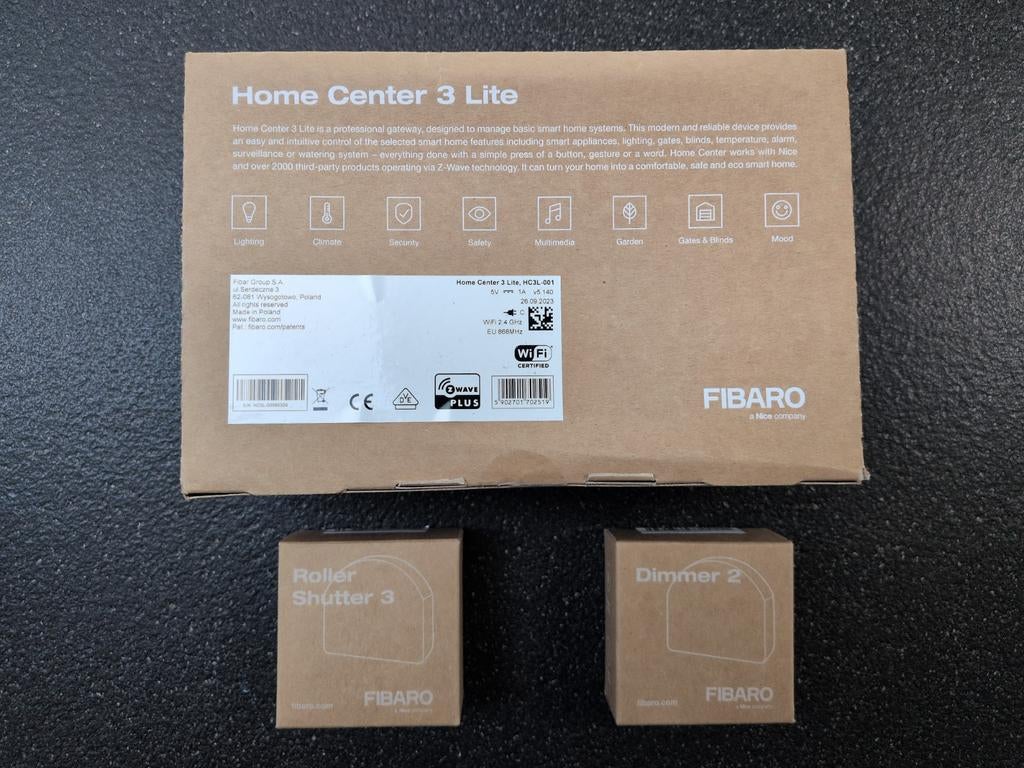 Home Center 3 Lite
Home Center 3 Lite is a professional gateway, designed to manage basic smart home systems. This modern and reliable device provides
an easy and intuitive control of the selected smart home features including smart appliances, lighting, gates, blinds, temperature, alarm,
surveillance or watering system – everything done with a simple press of a button, gesture or a word. Home Center works with Nice
and over 2000 third-party products operating via Z-Wave technology. It can turn your home into a comfortable, safe and eco smart home.
Lighting
Climate
Security
Safety
Multimedia
Garden
Gates & Blinds
Mood
Fibar Group S.A.
ul.Serdeczna 3
62-081 Wysogotowo, Poland
All rights reserved
Made in Poland
www.fibaro.com
Pat.: fibaro.com/patents
Home Center 3 Lite, HC3L-001
5V 1A v5.140
26.09.2023
C
WiFi 2.4 GHz
EU 868MHz
WiFi
CERTIFIED
CE
DVE
Z WAVE
PLUS
5 902701 702519
FIBARO
a Nice company
Roller
Shutter 3
fibaro.com
FIBARO
a Nice company
Dimmer 2
fibaro.com
FIBARO
a Nice company